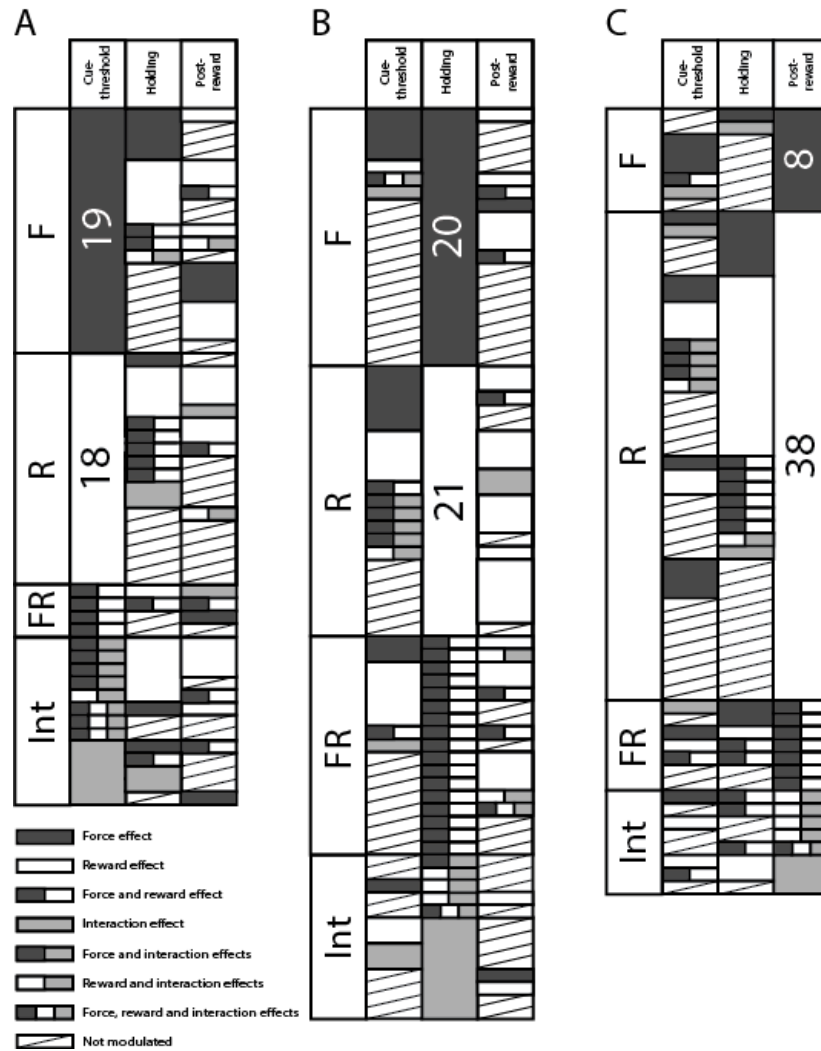 A
B
C
Cue-
threshold
Holding
Post-
reward
Cue-
threshold
Holding
Post-
reward
Cue-
threshold
Holding
Post-
reward
F
19
R
18
FR
Int
F
20
R
21
FR
Int
F
8
R
38
FR
Int
Force effect
Reward effect
Force and reward effect
Interaction effect
Force and interaction effects
Reward and interaction effects
Force, reward and interaction effects
Not modulated